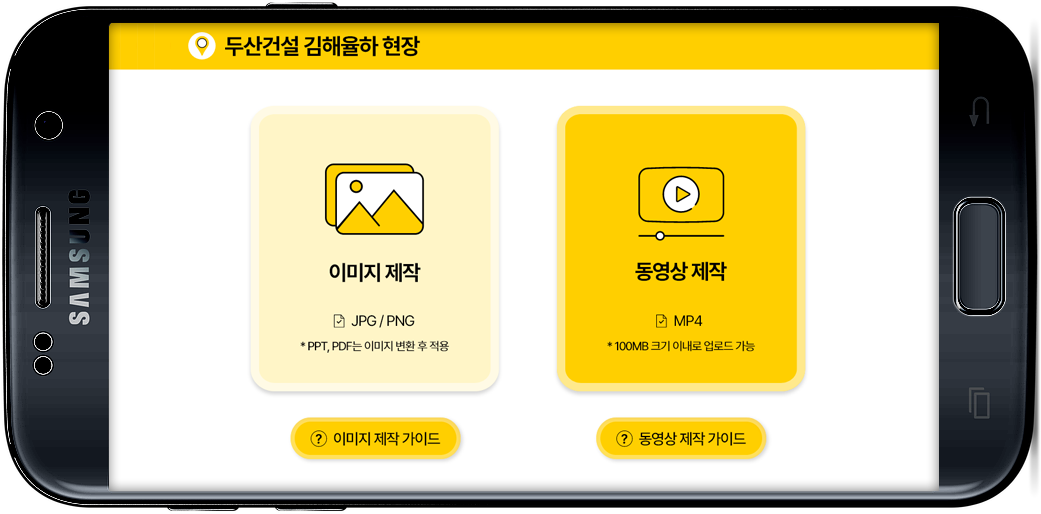 두산건설 김해율하 현장
SAMSUNG
이미지 제작
JPG / PNG
* PPT, PDF는 이미지 변환 후 적용
? 이미지 제작 가이드
동영상 제작
MP4
* 100MB 크기 이내로 업로드 가능
? 동영상 제작 가이드